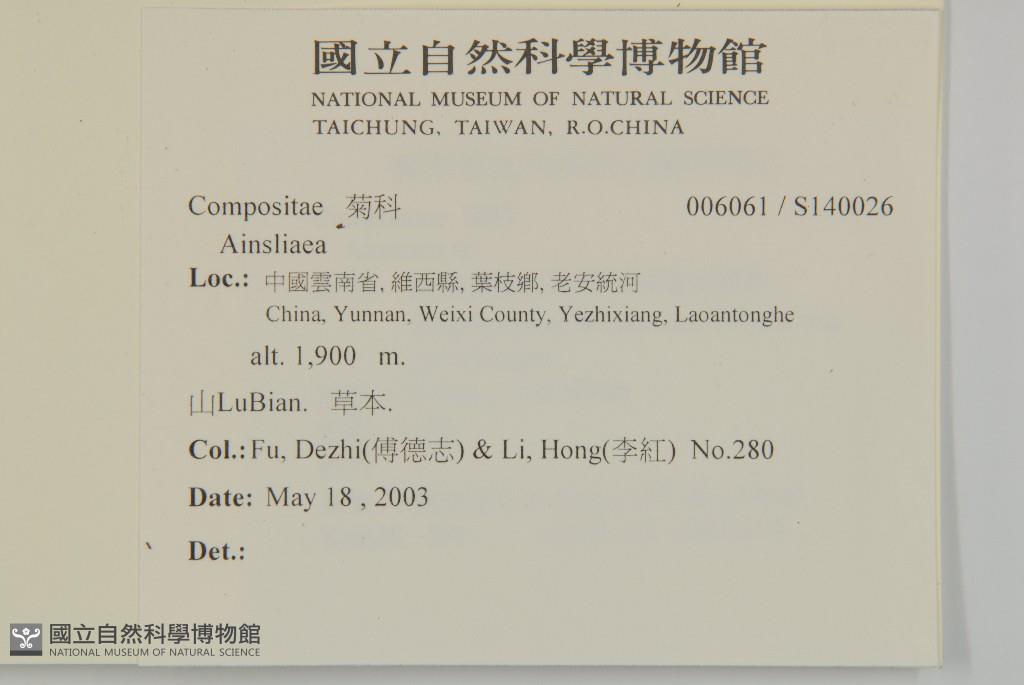 國立自然科學博物館
NATIONAL MUSEUM OF NATURAL SCIENCE
TAICHUNG, TAIWAN, R.O.CHINA
Compositae 菊科 006061 / S140026
Ainsliaea
Loc.: 中國雲南省, 維西縣, 葉枝鄉, 老安統河
China, Yunnan, Weixi County, Yezhixiang, Laoantonghe
alt. 1,900 m.
山LuBian. 草本.
Col.: Fu, Dezhi(傅德志) & Li, Hong(李紅) No.280
Date: May 18 , 2003
Det.:
國立自然科學博物館
NATIONAL MUSEUM OF NATURAL SCIENCE